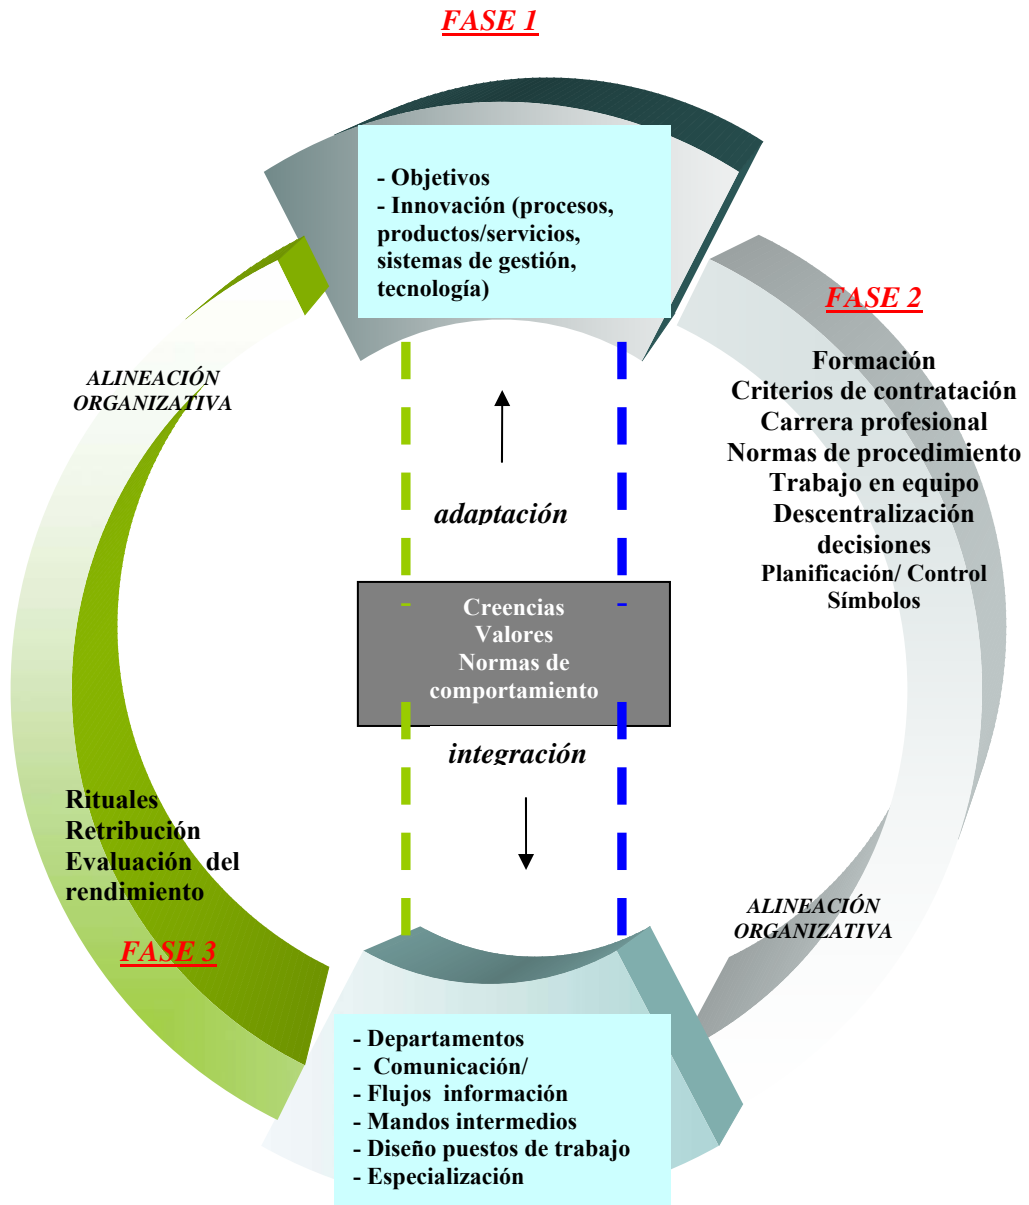 FASE 1
- Objetivos
- Innovación (procesos,
productos/servicios,
sistemas de gestión,
tecnología)
FASE 2
Formación
Criterios de contratación
Carrera profesional
Normas de procedimiento
Trabajo en equipo
Descentralización
decisiones
Planificación/ Control
Símbolos
ALINEACIÓN
ORGANIZATIVA
adaptación
Creencias
Valores
Normas de
comportamiento
integración
Rituales
Retribución
Evaluación del
rendimiento
FASE 3
ALINEACIÓN
ORGANIZATIVA
- Departamentos
- Comunicación/
- Flujos información
- Mandos intermedios
- Diseño puestos de trabajo
- Especialización